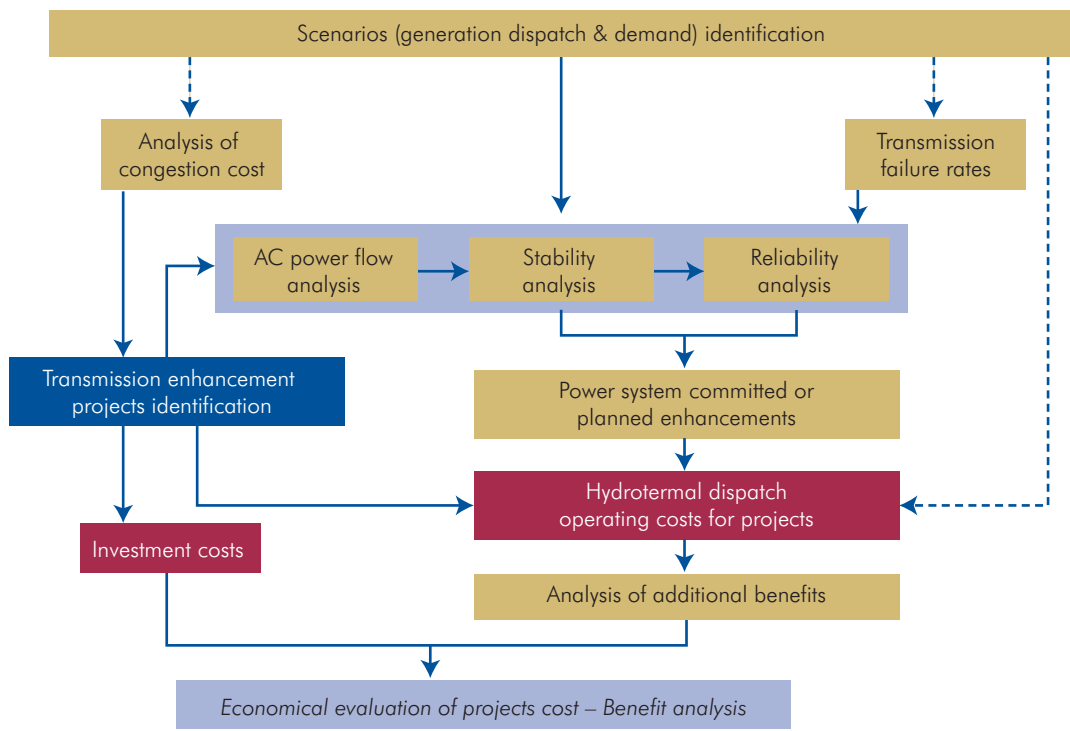 Scenarios (generation dispatch & demand) identification
Analysis of
congestion cost
Transmission
failure rates
AC power flow
analysis
Stability
analysis
Reliability
analysis
Transmission enhancement
projects identification
Power system committed or
planned enhancements
Hydrotermal dispatch
operating costs for projects
Investment costs
Analysis of additional benefits
Economical evaluation of projects cost – Benefit analysis